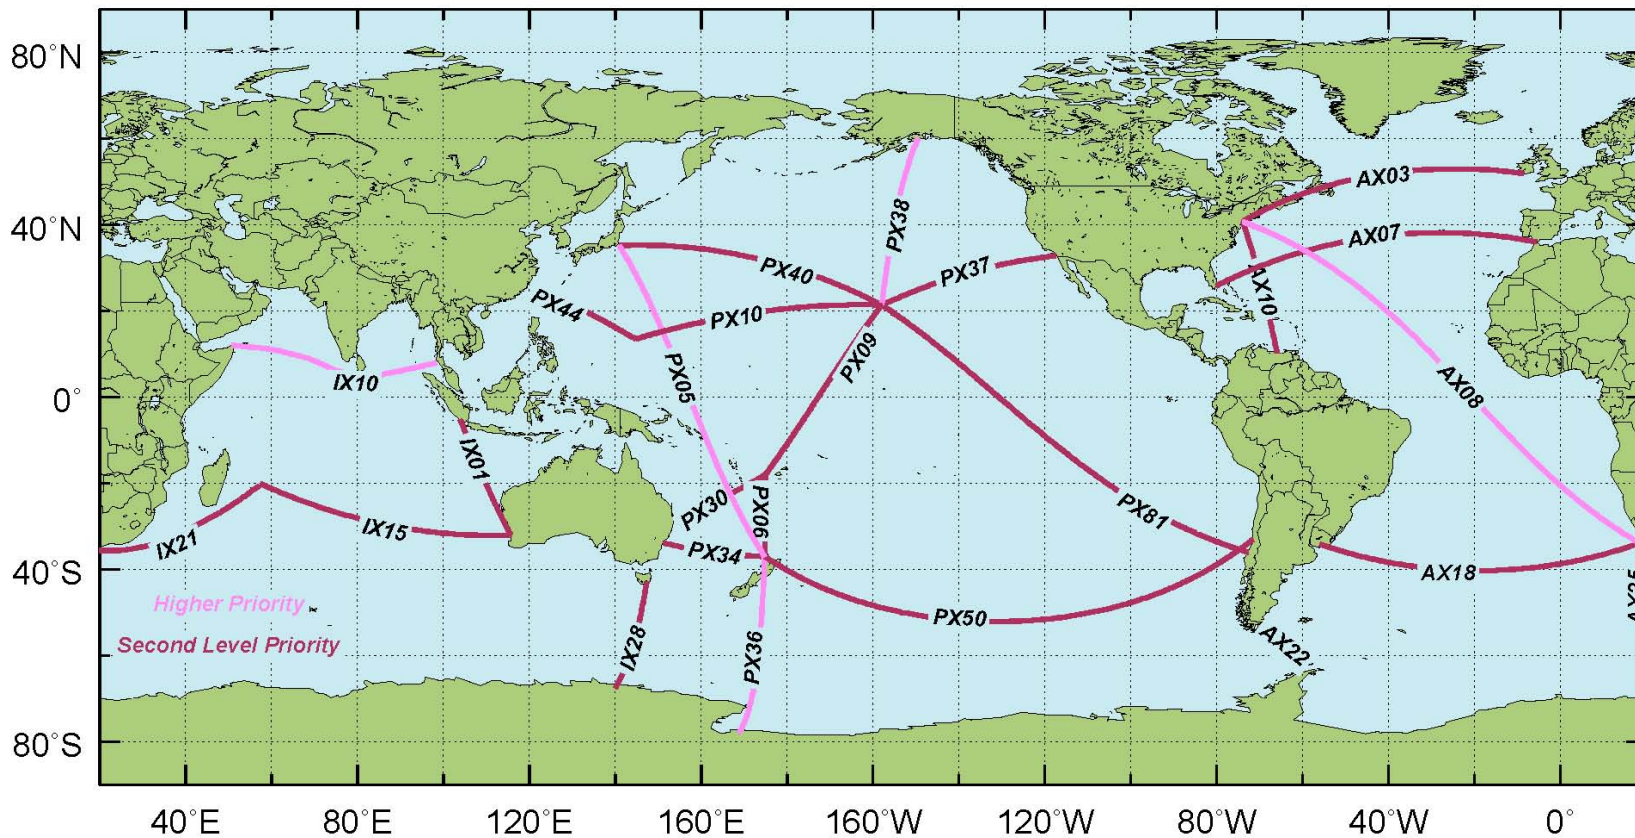 80°N
40°N
0°
40°S
80°S
PX38
AX03
AX07
PX37
PX40
AX10
PX44
PX10
PX09
PX05
IX10
AX08
IX01
PX30
PX06
PX81
IX15
IX21
PX34
AX18
AX25
Higher Priority
PX50
Second Level Priority
IX28
PX36
AX22
40°E
80°E
120°E
160°E
160°W
120°W
80°W
40°W
0°